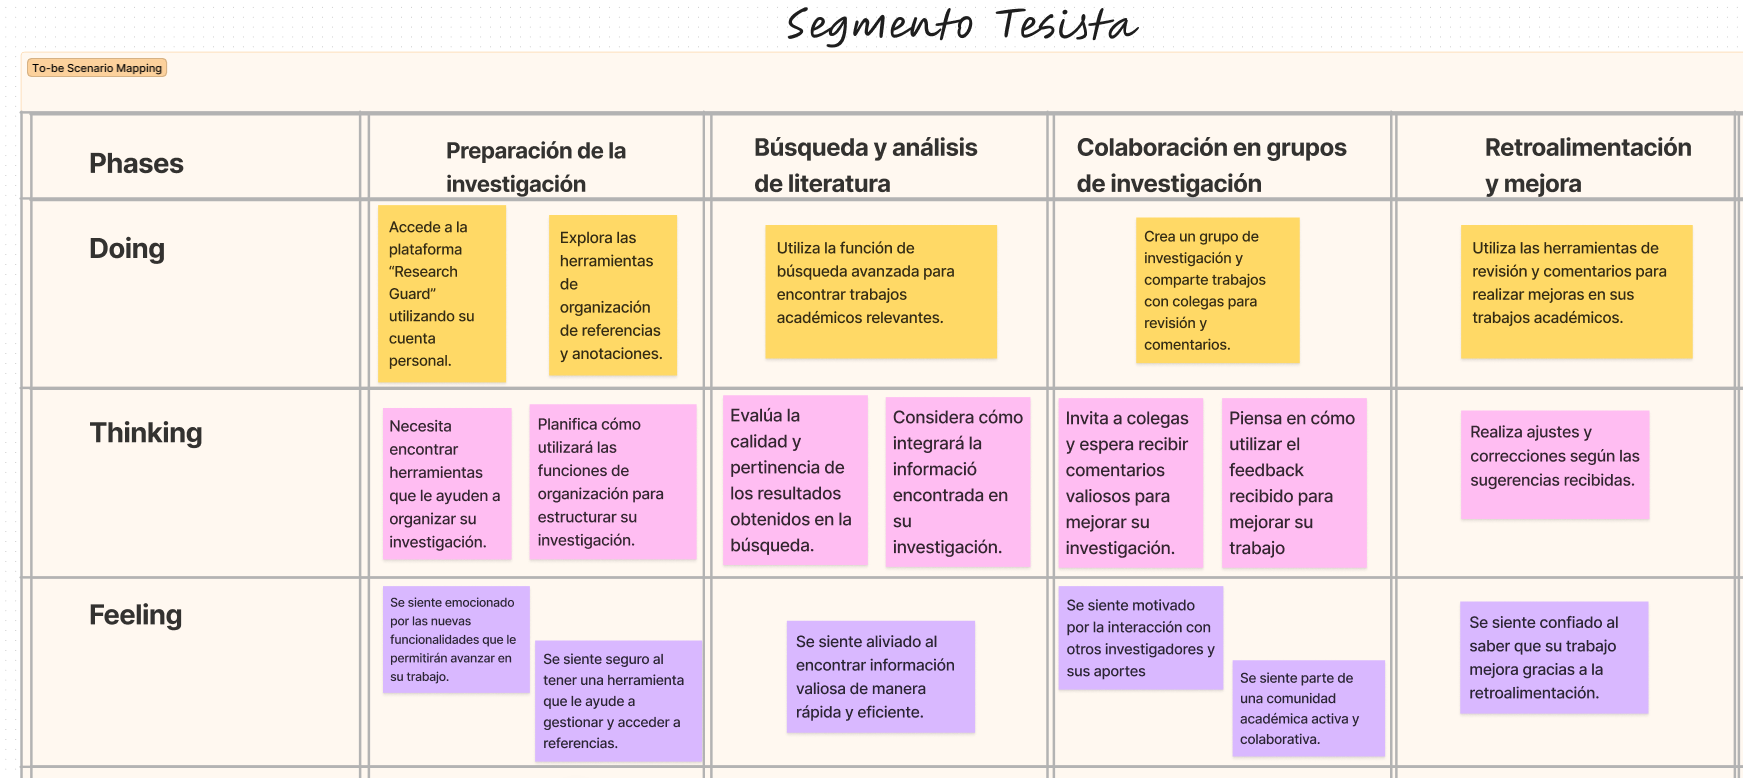 Segmento Tesista
To-be Scenario Mapping
Phases
Preparación de la
investigación
Búsqueda y análisis
de literatura
Colaboración en grupos
de investigación
Retroalimentación
y mejora
Doing
Accede a la
plataforma
“Research
Guard”
utilizando su
cuenta
personal.
Explora las
herramientas
de
organización
de referencias
y anotaciones.
Utiliza la función de
búsqueda avanzada para
encontrar trabajos
académicos relevantes.
Crea un grupo de
investigación y
comparte trabajos
con colegas para
revisión y
comentarios.
Utiliza las herramientas de
revisión y comentarios para
realizar mejoras en sus
trabajos académicos.
Thinking
Necesita
encontrar
herramientas
que le ayuden a
organizar su
investigación.
Planifica cómo
utilizará las
funciones de
organización para
estructurar su
investigación.
Evalúa la
calidad y
pertinencia de
los resultados
obtenidos en la
búsqueda.
Considera cómo
integrará la
informació
encontrada en
su
investigación.
Invita a colegas
y espera recibir
comentarios
valiosos para
mejorar su
investigación.
Piensa en cómo
utilizar el
feedback
recibido para
mejorar su
trabajo
Realiza ajustes y
correcciones según las
sugerencias recibidas.
Feeling
Se siente emocionado
por las nuevas
funcionalidades que le
permitirán avanzar en
su trabajo.
Se siente seguro al
tener una herramienta
que le ayude a
gestionar y acceder a
referencias.
Se siente aliviado al
encontrar información
valiosa de manera
rápida y eficiente.
Se siente motivado
por la interacción con
otros investigadores y
sus aportes
Se siente parte de
una comunidad
académica activa y
colaborativa.
Se siente confiado al
saber que su trabajo
mejora gracias a la
retroalimentación.